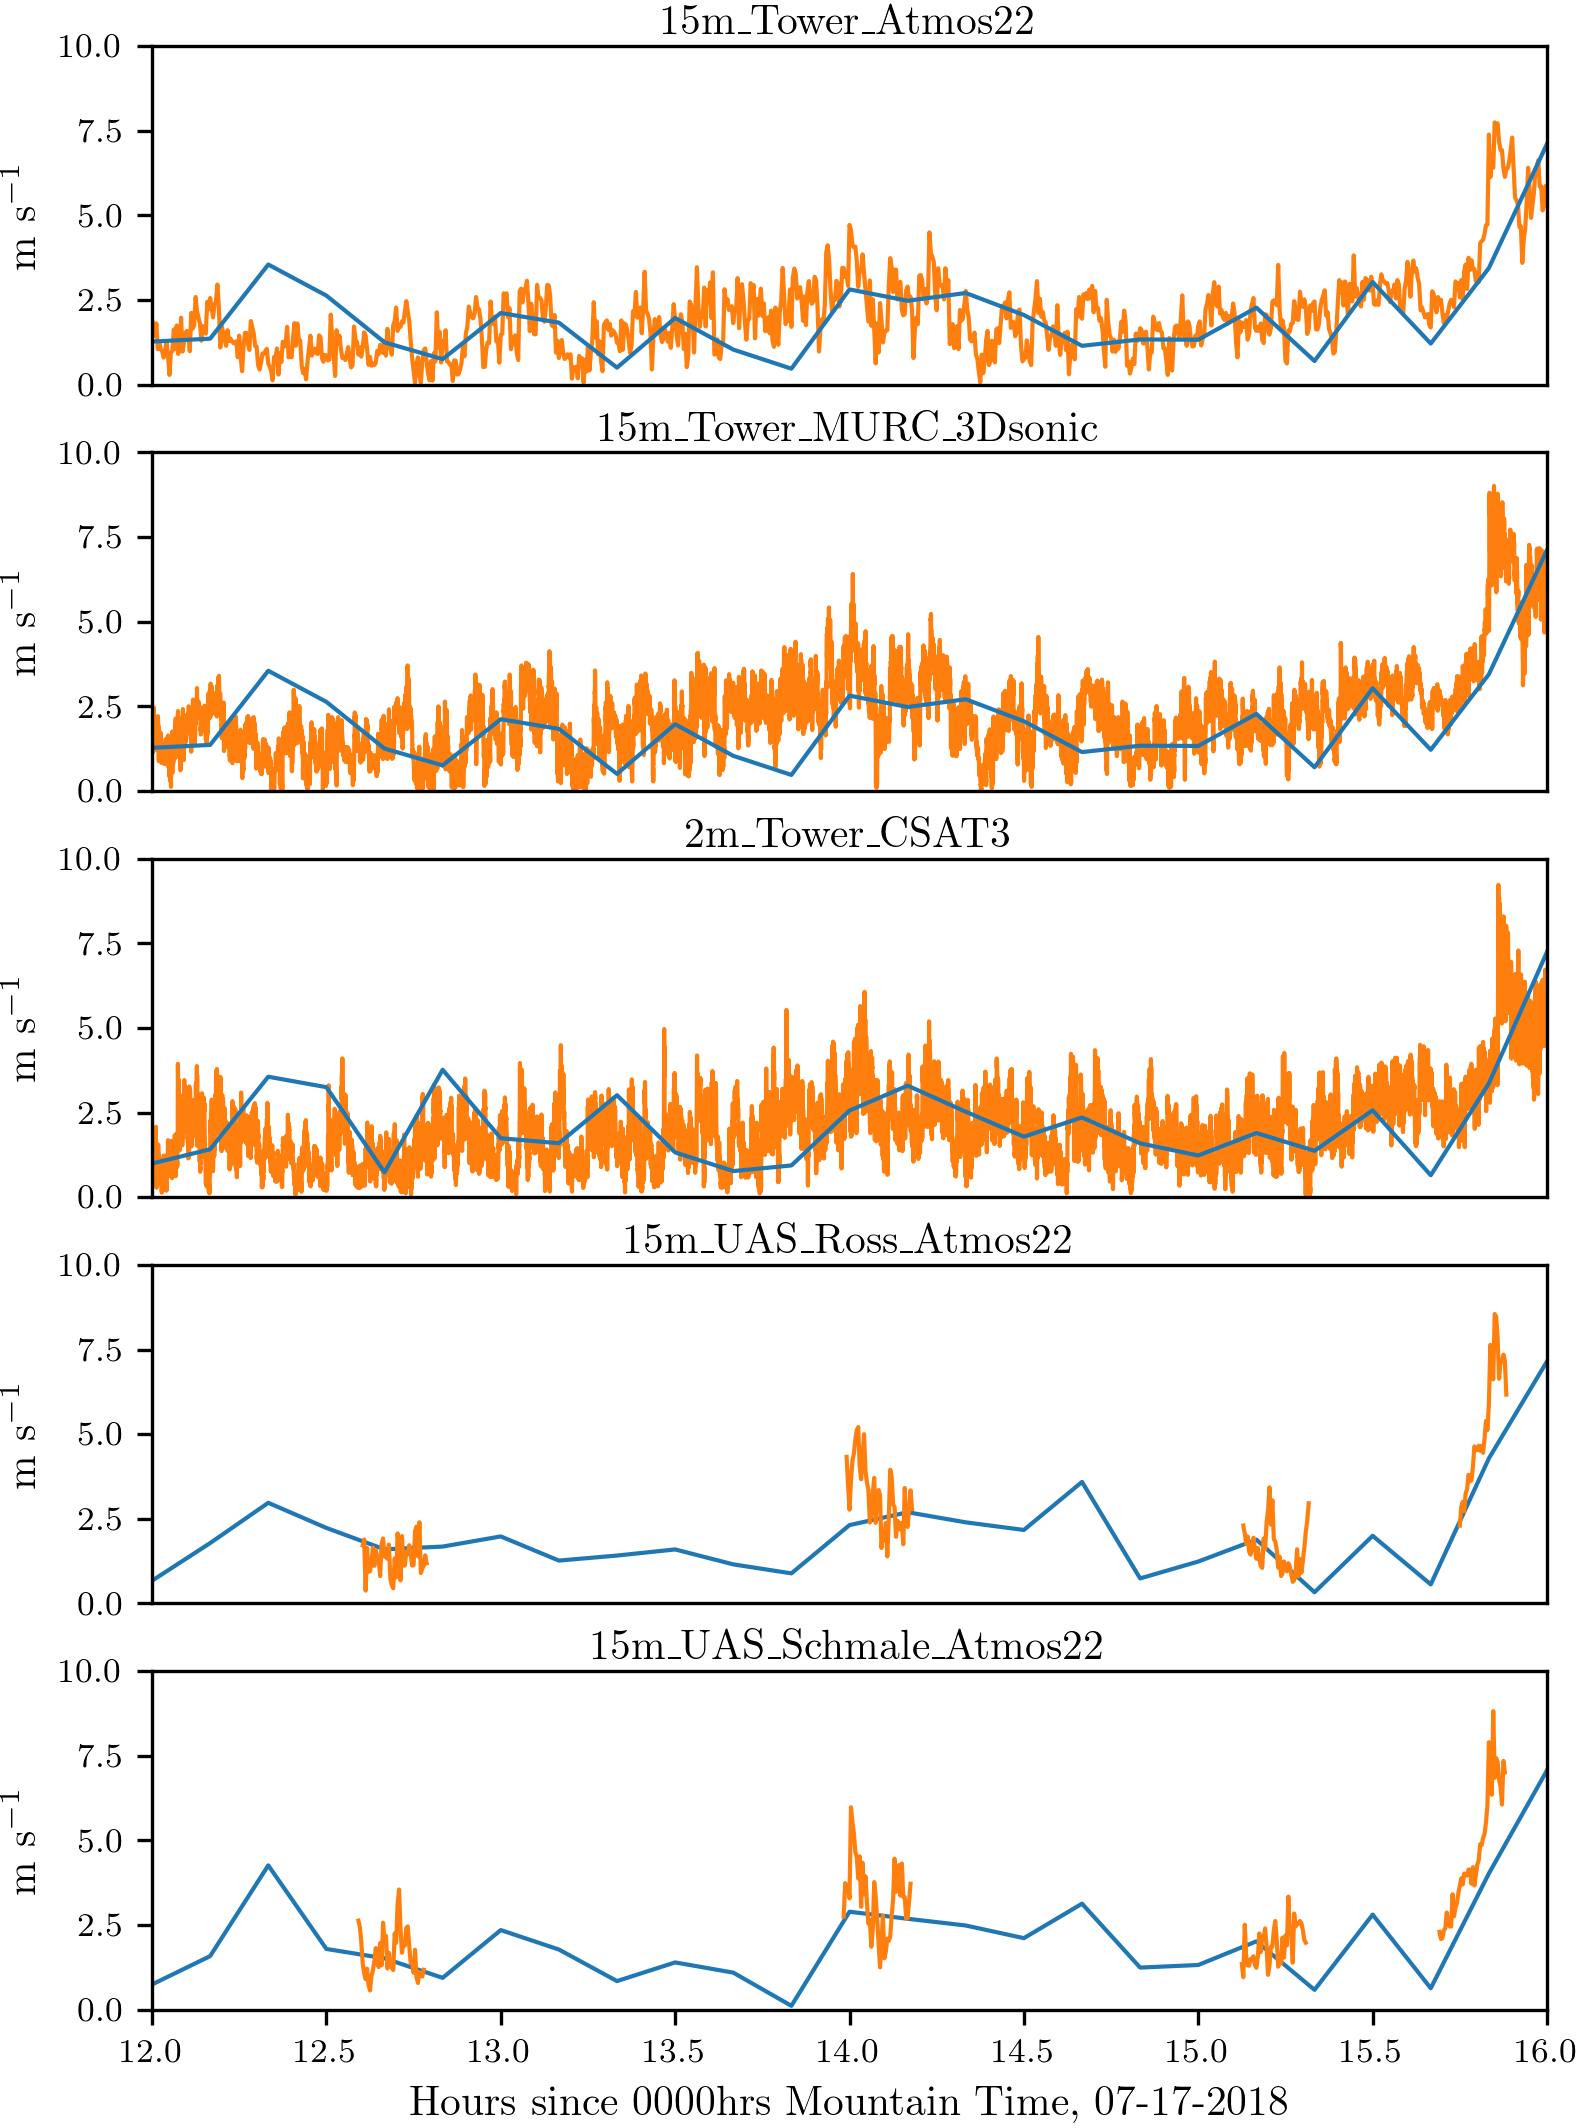 15m_Tower_Atmos22
10.0
7.5
5.0
2.5
0.0
m s−1
15m_Tower_MURC_3Dsonic
10.0
7.5
5.0
2.5
0.0
m s−1
2m_Tower_CSAT3
10.0
7.5
5.0
2.5
0.0
m s−1
15m_UAS_Ross_Atmos22
10.0
7.5
5.0
2.5
0.0
m s−1
15m_UAS_Schmale_Atmos22
10.0
7.5
5.0
2.5
0.0
m s−1
12.0 12.5 13.0 13.5 14.0 14.5 15.0 15.5 16.0
Hours since 0000hrs Mountain Time, 07-17-2018